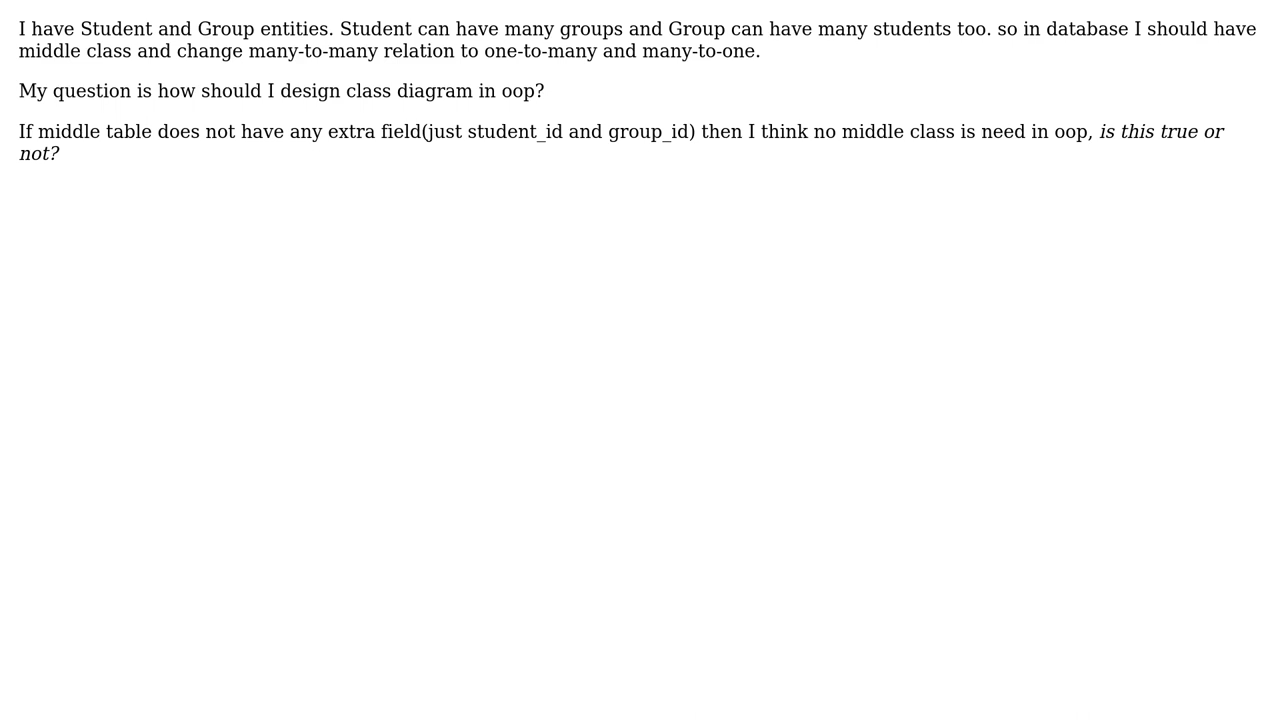 I have Student and Group entities. Student can have many groups and Group can have many students too. so in database I should have
middle class and change many-to-many relation to one-to-many and many-to-one.
My question is how should I design class diagram in oop?
If middle table does not have any extra field(just student_id and group_id) then I think no middle class is need in oop, is this true or
not?